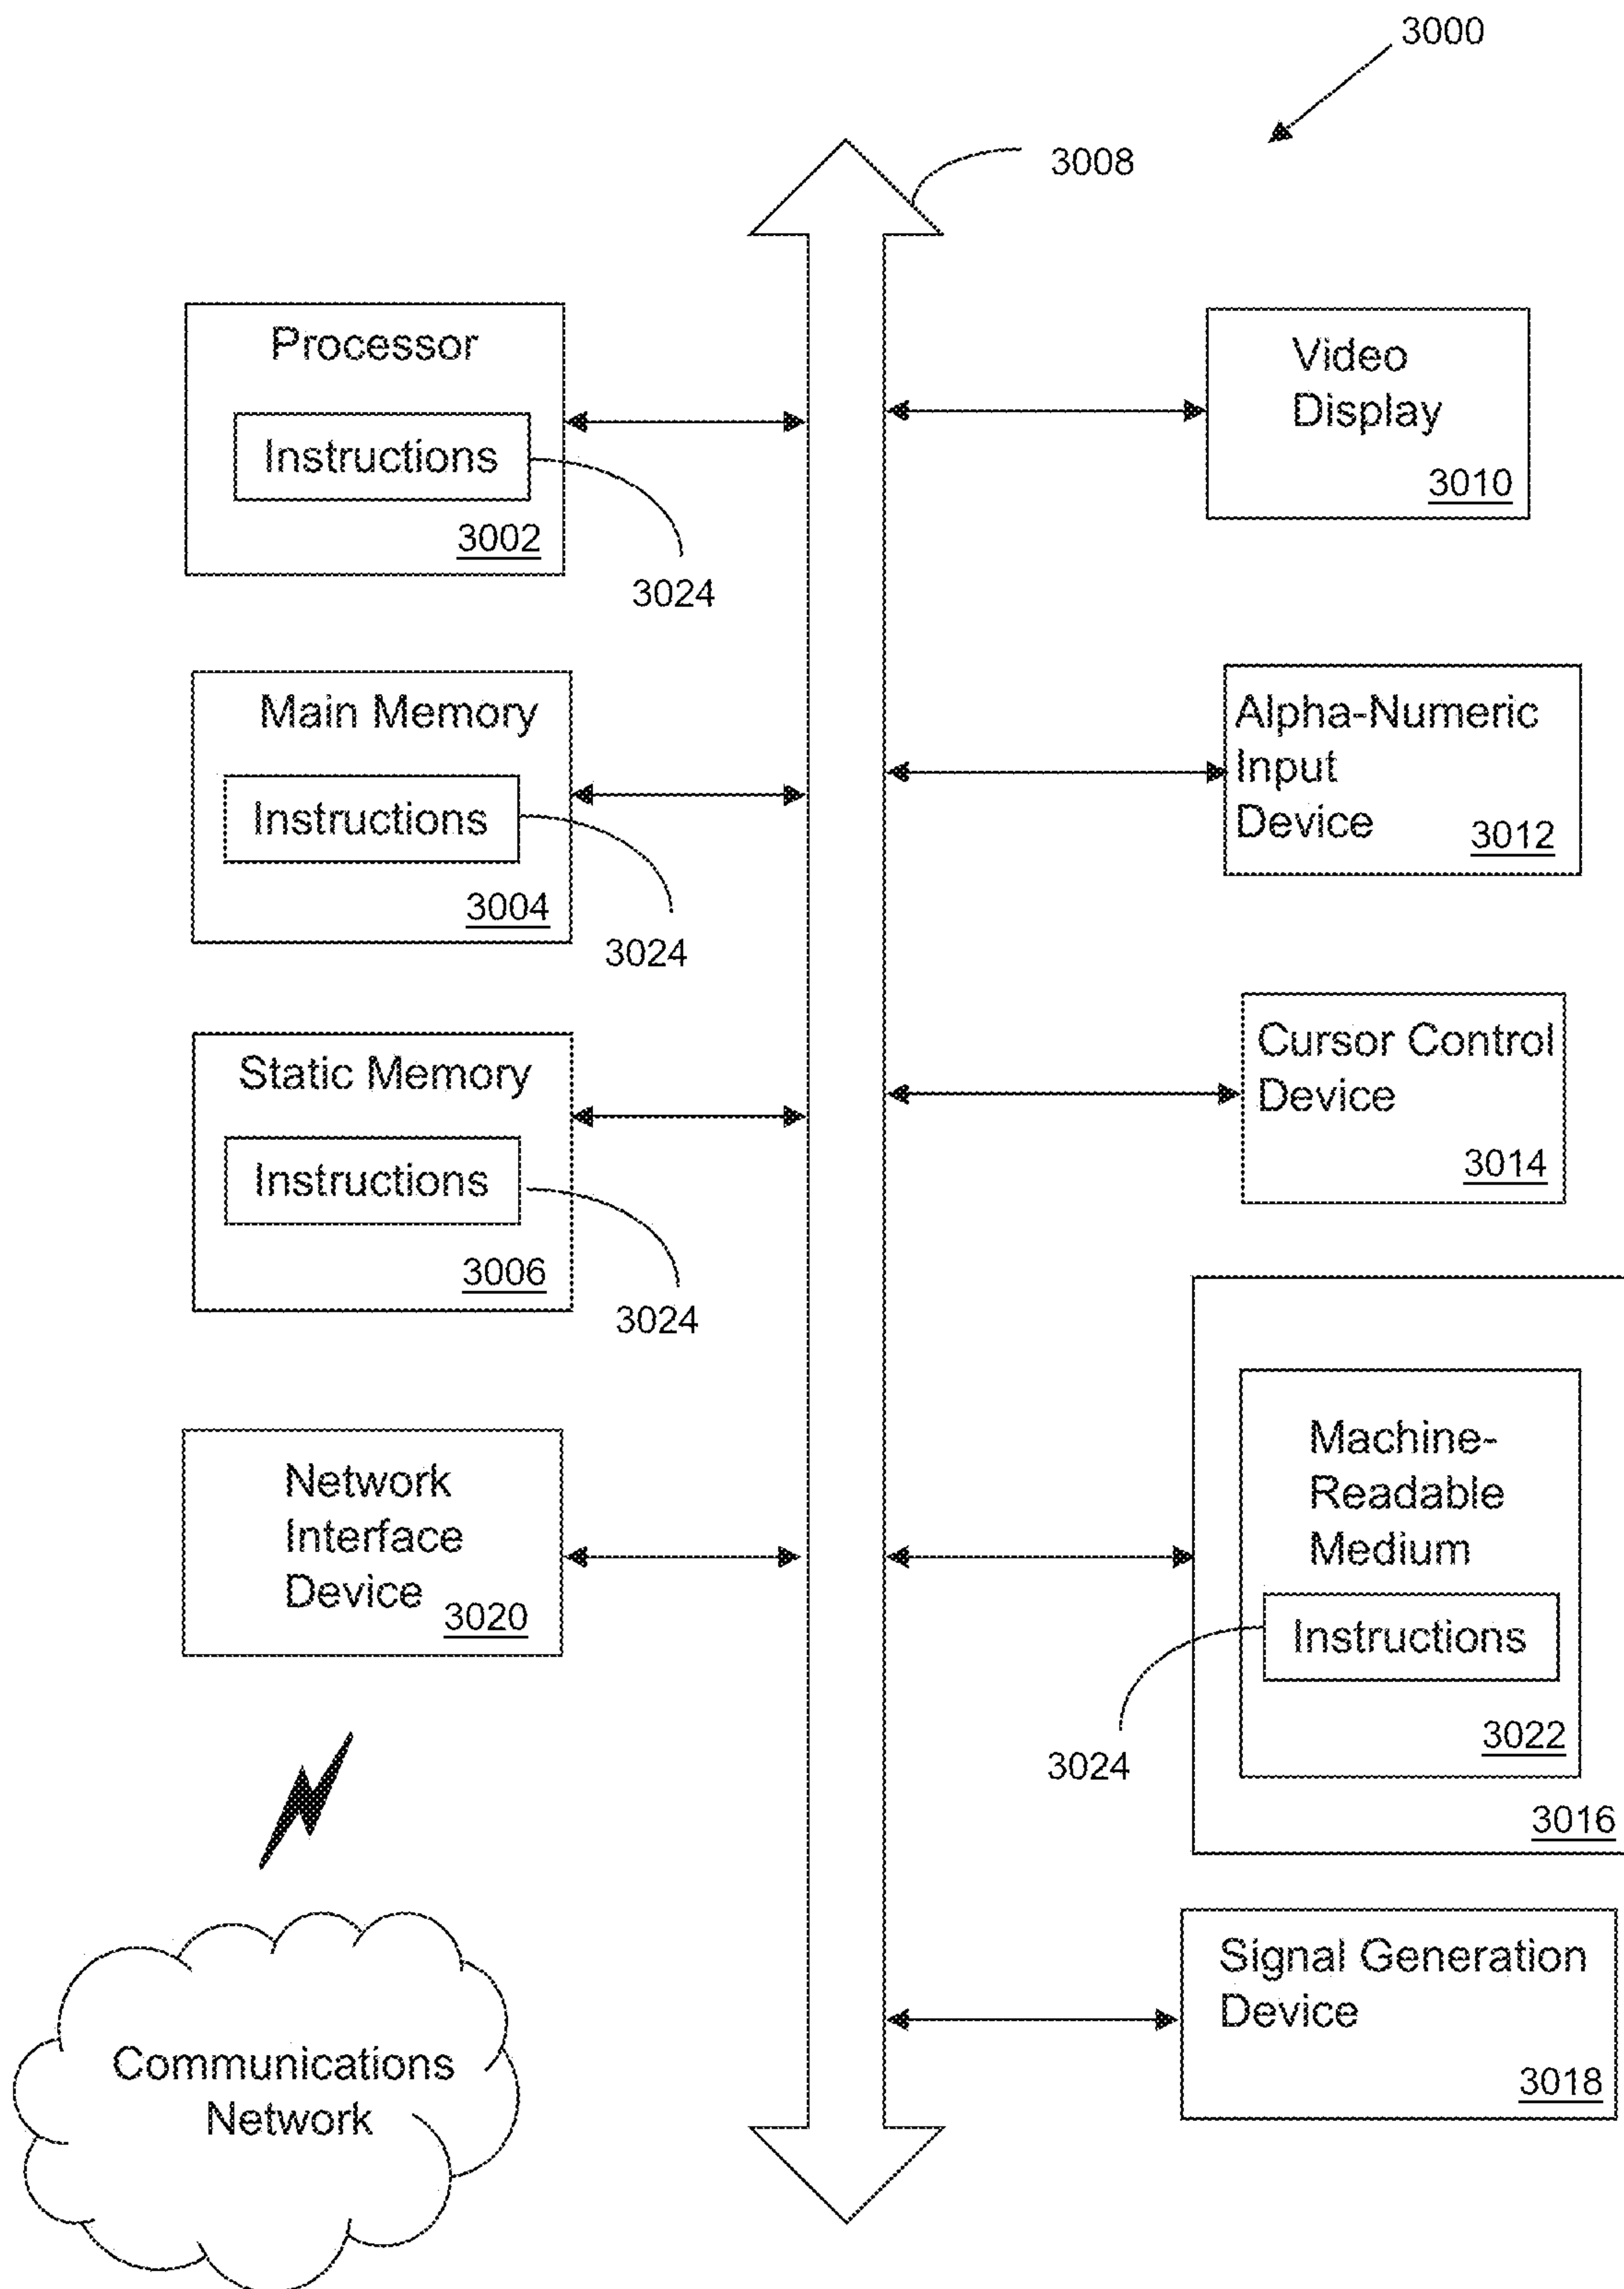 3000
3008
Processor
Instructions
3002
3024
Video
Display
3010
Main Memory
Instructions
3004
3024
Alpha-Numeric
Input
Device
3012
Static Memory
Instructions
3006
3024
Cursor Control
Device
3014
Network
Interface
Device
3020
Machine-
Readable
Medium
Instructions
3022
3024
3016
Communications
Network
Signal Generation
Device
3018